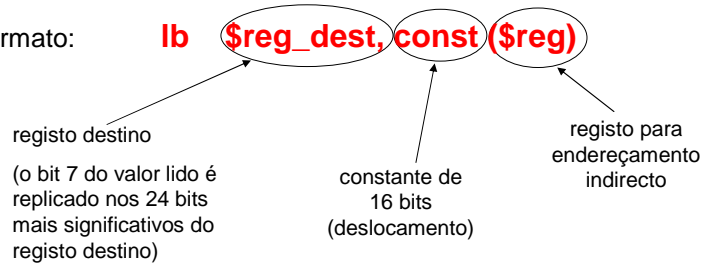 rmato: lb $reg_dest, const ($reg)
registo destino
(o bit 7 do valor lido é
replicado nos 24 bits
mais significativos do
registo destino)
constante de
16 bits
(deslocamento)
registo para
endereçamento
indirecto